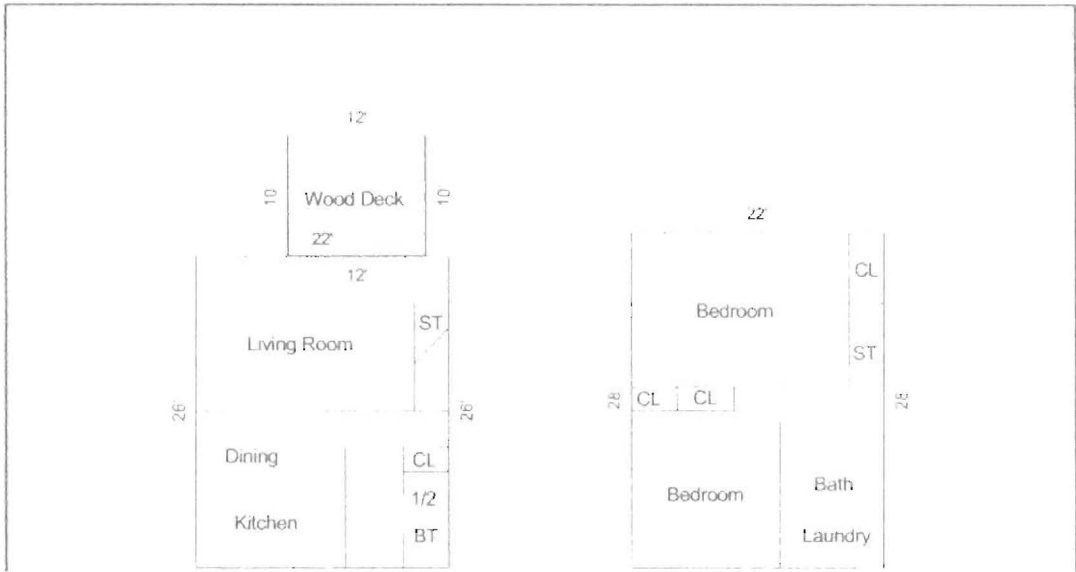 12'
10 Wood Deck 10
22'
12'
ST
Living Room
26' 26'
Dining
CL
1/2
Kitchen
BT
22'
CL
Bedroom
ST
28 CL CL 28
Bath
Bedroom
Laundry